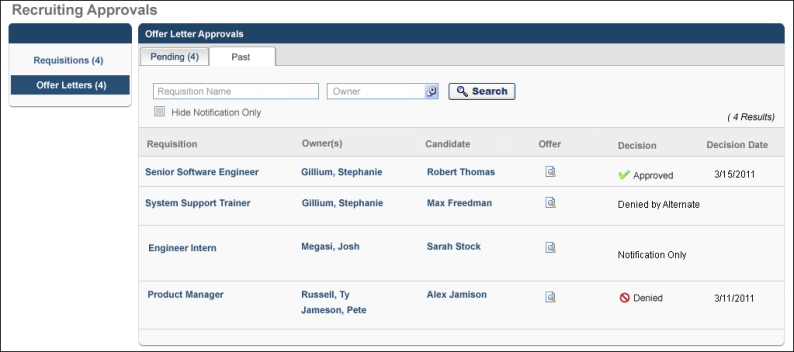 Recruiting Approvals
Requisitions (4)
Offer Letters (4)
Offer Letter Approvals
Pending (4) Past
Requisition Name Owner Search
Hide Notification Only
( 4 Results)
Requisition Owner(s) Candidate Offer Decision Decision Date
Senior Software Engineer Gillium, Stephanie Robert Thomas Approved 3/15/2011
System Support Trainer Gillium, Stephanie Max Freedman Denied by Alternate
Engineer Intern Megasi, Josh Sarah Stock Notification Only
Product Manager Russell, Ty Alex Jamison Denied 3/11/2011
Jameson, Pete